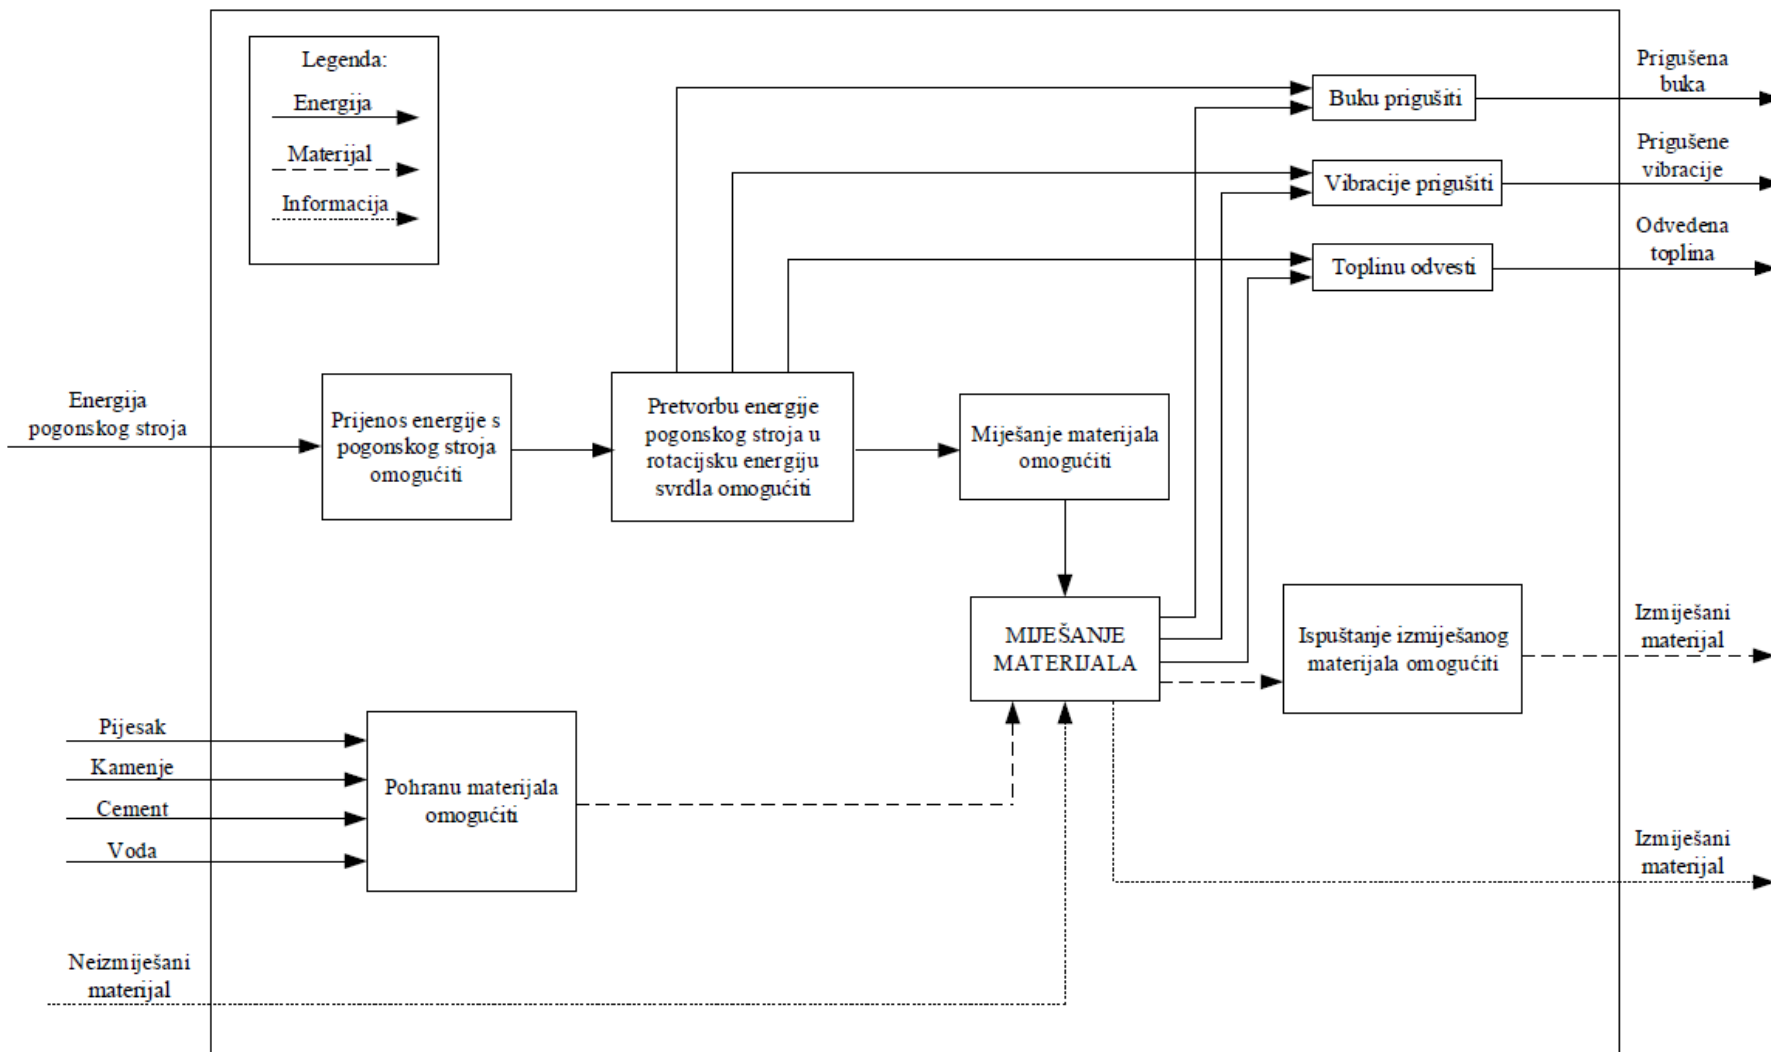 Legenda:
Energija
Materijal
Informacija
Prigušena
buka
Buku prigušiti
Prigušene
vibracije
Vibracije prigušiti
Odvedena
toplina
Toplinu odvesti
Energija
pogonskog stroja
Prijenos energije s
pogonskog stroja
omogućiti
Pretvorbu energije
pogonskog stroja u
rotacijsku energiju
svrdla omogućiti
Miješanje materijala
omogućiti
MIJEŠANJE
MATERIJALA
Ispuštanje izmiješanog
materijala omogućiti
Izmiješani
materijal
Pijesak
Kamenje
Cement
Voda
Pohranu materijala
omogućiti
Izmiješani
materijal
Neizmiješani
materijal